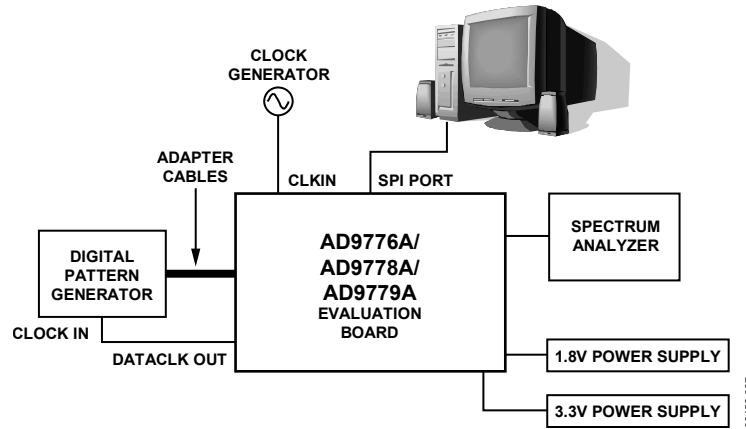 CLOCK
GENERATOR
ADAPTER
CABLES
CLKIN
SPI PORT
DIGITAL
PATTERN
GENERATOR
AD9776A/
AD9778A/
AD9779A
EVALUATION
BOARD
SPECTRUM
ANALYZER
CLOCK IN
DATACLK OUT
1.8V POWER SUPPLY
3.3V POWER SUPPLY